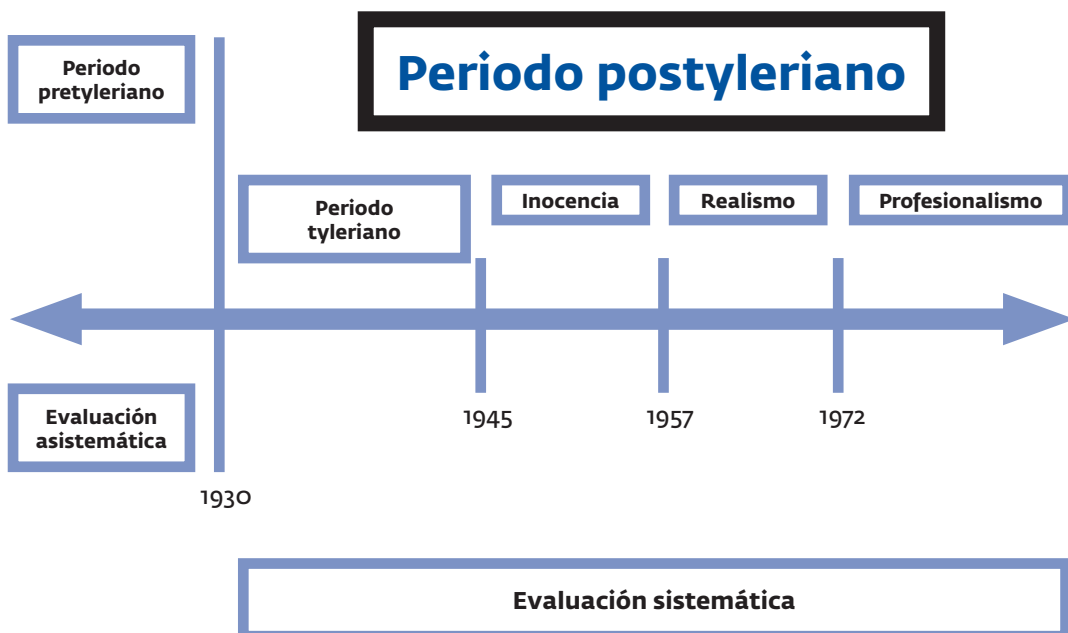 Periodo
pretyleriano
Periodo postyleriano
Periodo
tyleriano
Inocencia
Realismo
Profesionalismo
Evaluación
asistemática
1930
1945
1957
1972
Evaluación sistemática